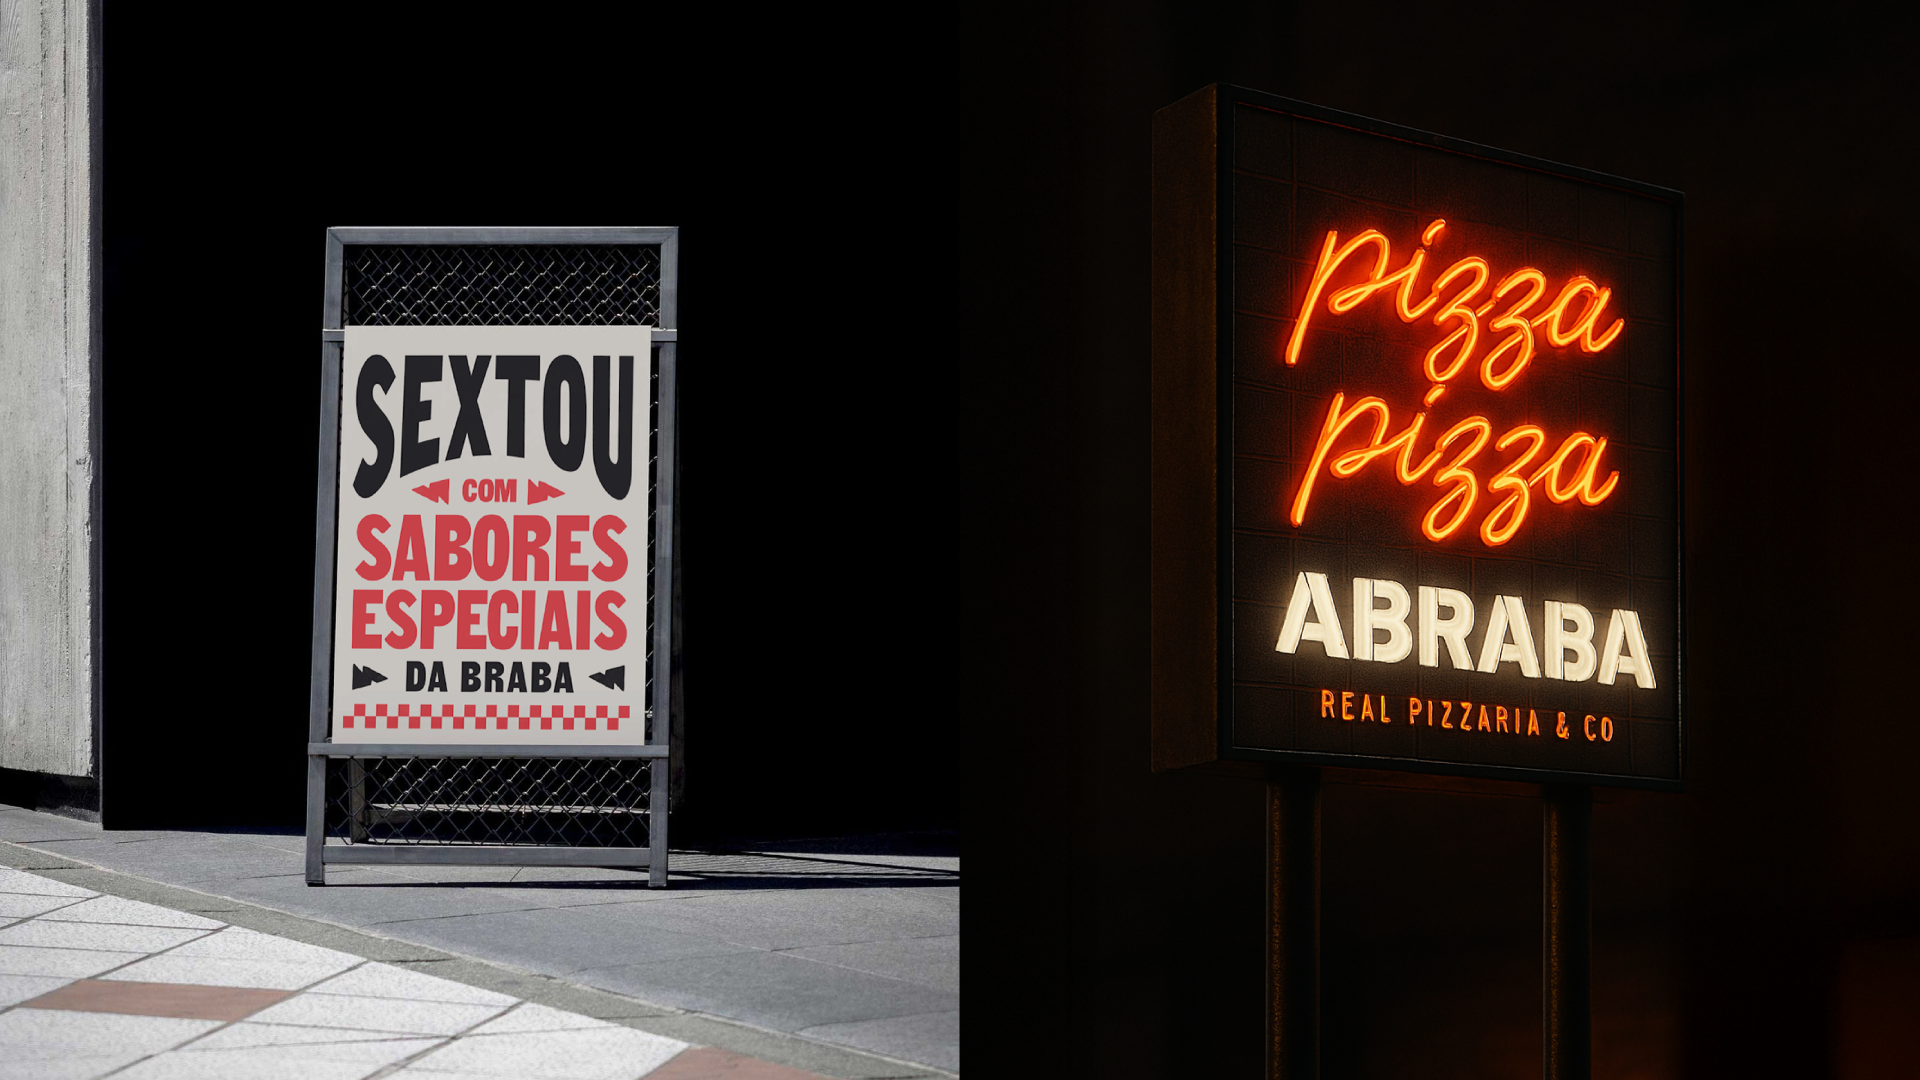 SEXTOU
COM
SABORES
ESPECIAIS
DA BRABA
pizza
pizza
ABRABA
REAL PIZZARIA & CO